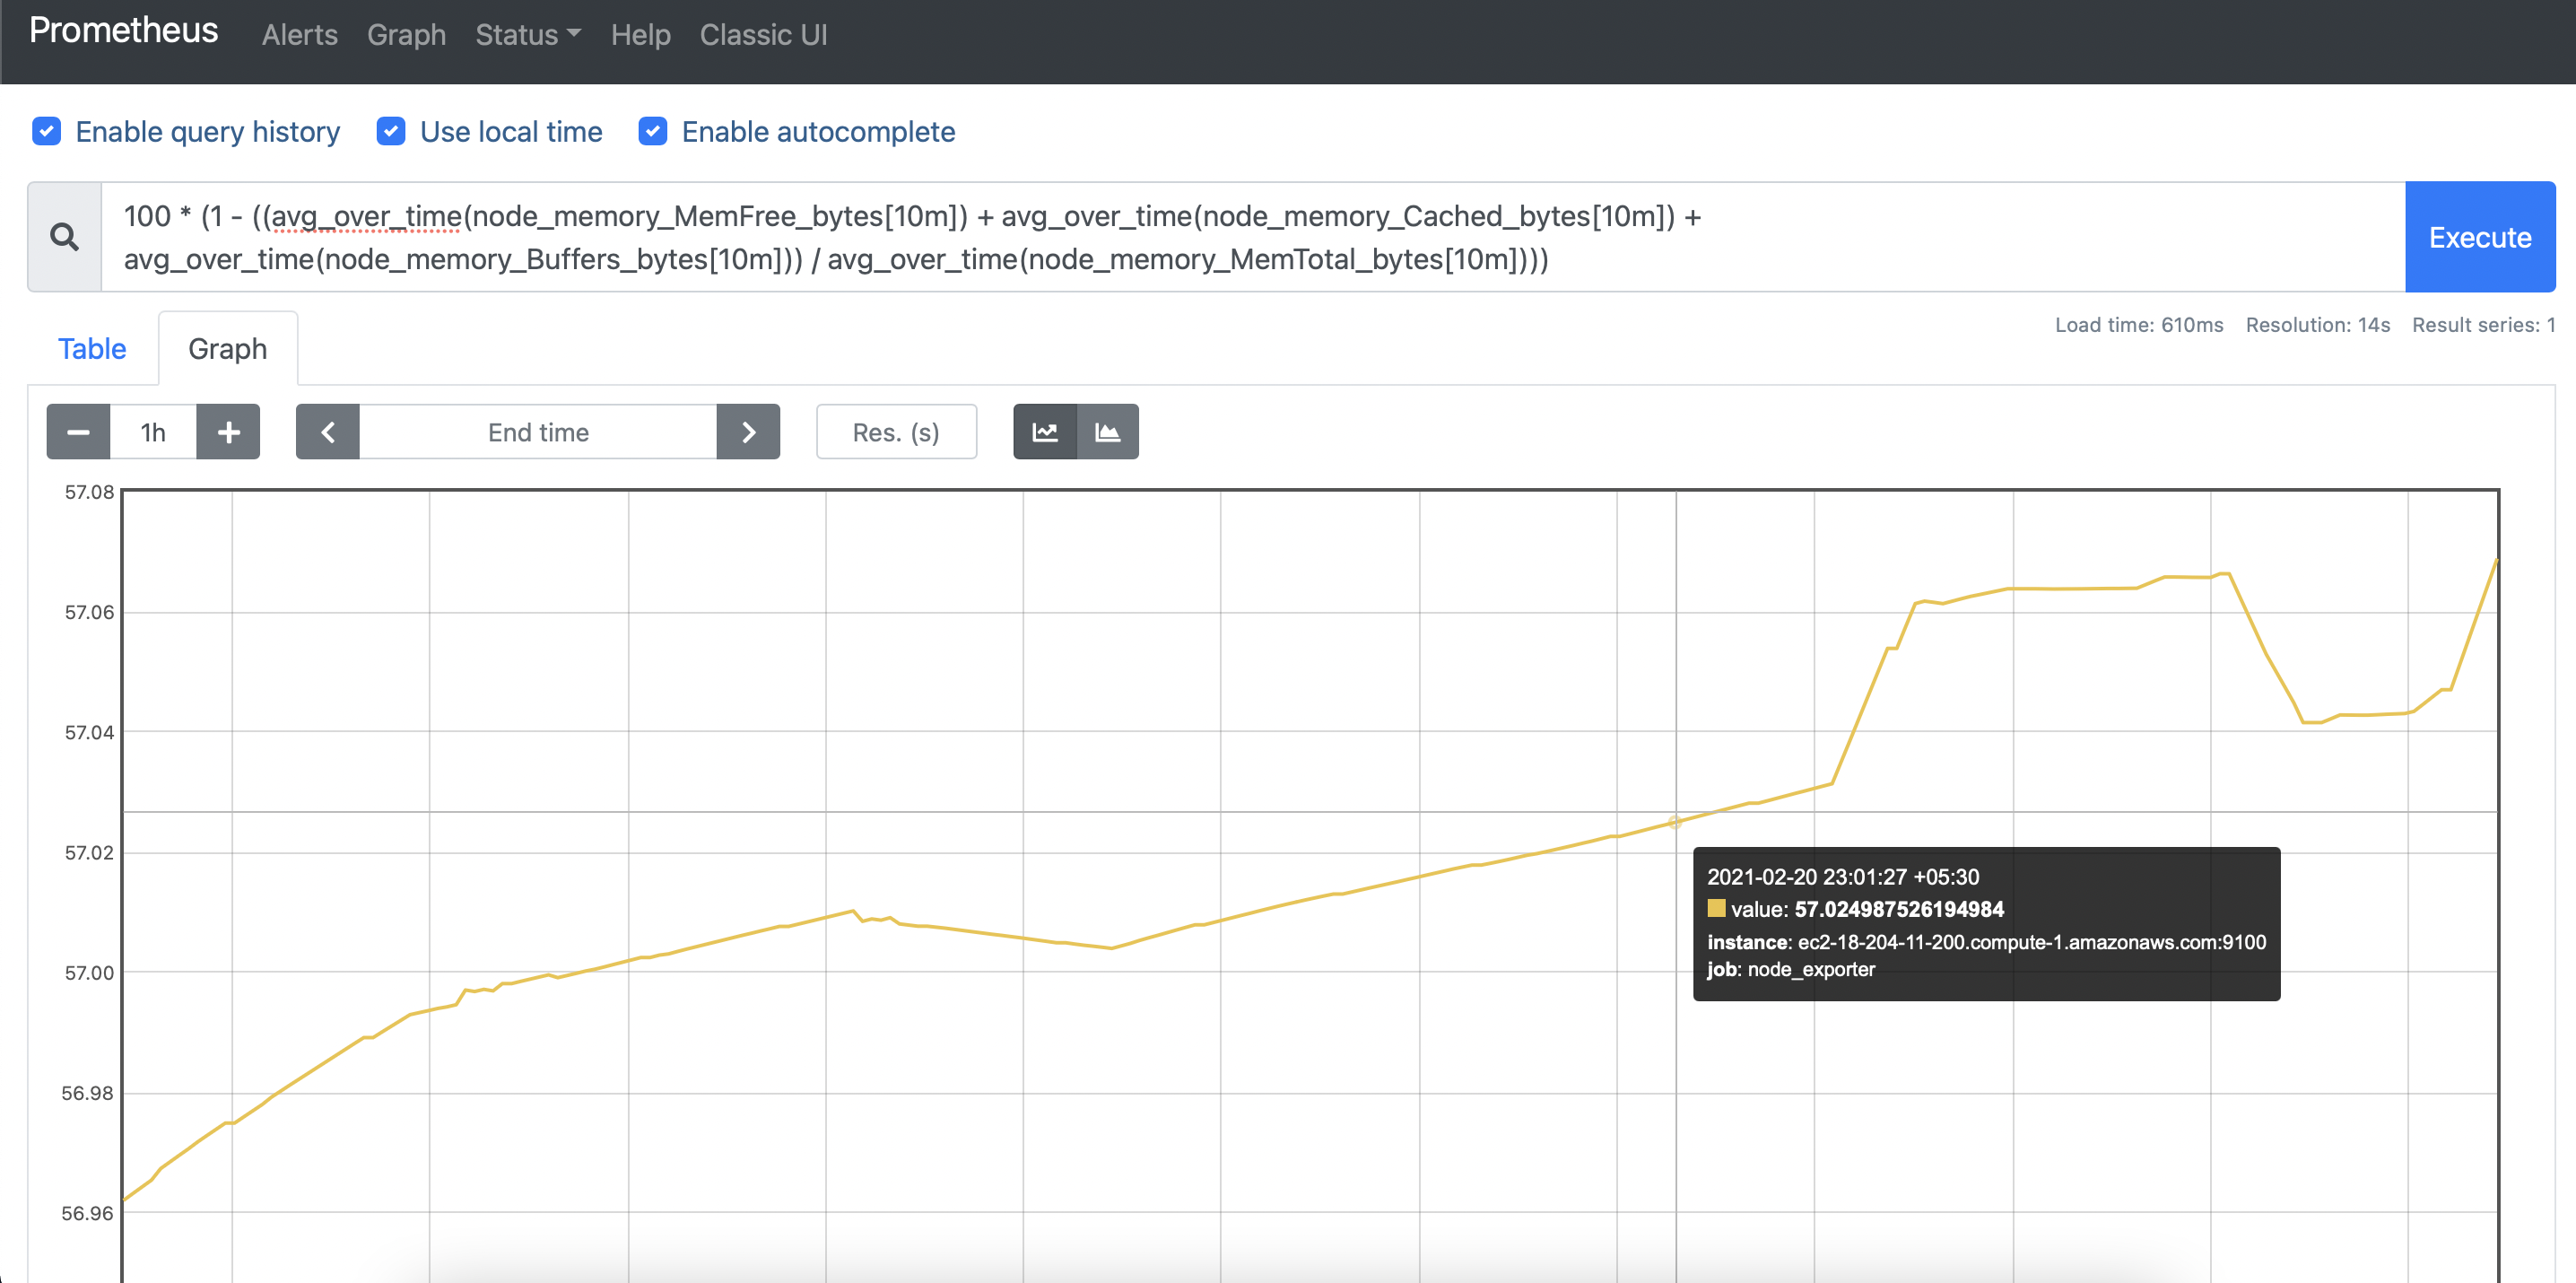 Prometheus Alerts Graph Status Help Classic UI
Enable query history Use local time Enable autocomplete
100 * (1 - ((avg_over_time(node_memory_MemFree_bytes[10m]) + avg_over_time(node_memory_Cached_bytes[10m]) +
avg_over_time(node_memory_Buffers_bytes[10m])) / avg_over_time(node_memory_MemTotal_bytes[10m])))
Execute
Load time: 610ms Resolution: 14s Result series: 1
Table Graph
1h End time Res. (s)
57.08
57.06
57.04
57.02
57.00
56.98
56.96
2021-02-20 23:01:27 +05:30
value: 57.024987526194984
instance: ec2-18-204-11-200.compute-1.amazonaws.com:9100
job: node_exporter